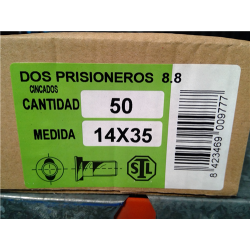 DOS PRISIONEROS 8.8
CINCADOS
CANTIDAD 50
MEDIDA 14X35
STL
8 423469 009777